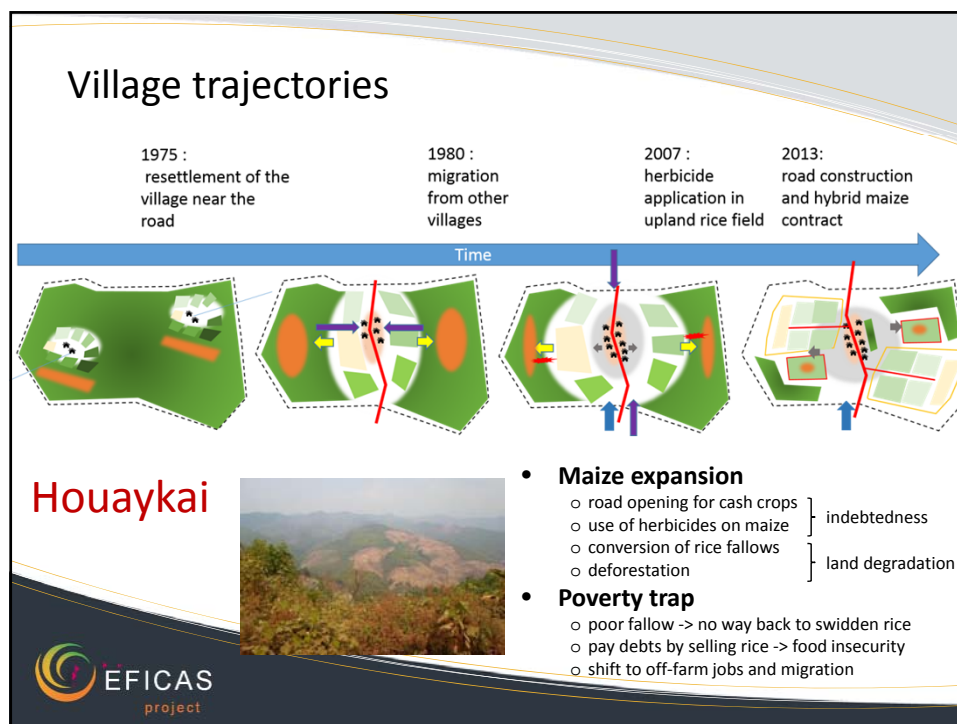 Village trajectories
1975 :
resettlement of the
village near the
road
1980 :
migration
from other
villages
2007 :
herbicide
application in
upland rice field
2013:
road construction
and hybrid maize
contract
Time
Houaykai
• Maize expansion
o road opening for cash crops
o use of herbicides on maize
indebtedness
o conversion of rice fallows
o deforestation
land degradation
• Poverty trap
o poor fallow -> no way back to swidden rice
o pay debts by selling rice -> food insecurity
o shift to off-farm jobs and migration
EFICAS
project